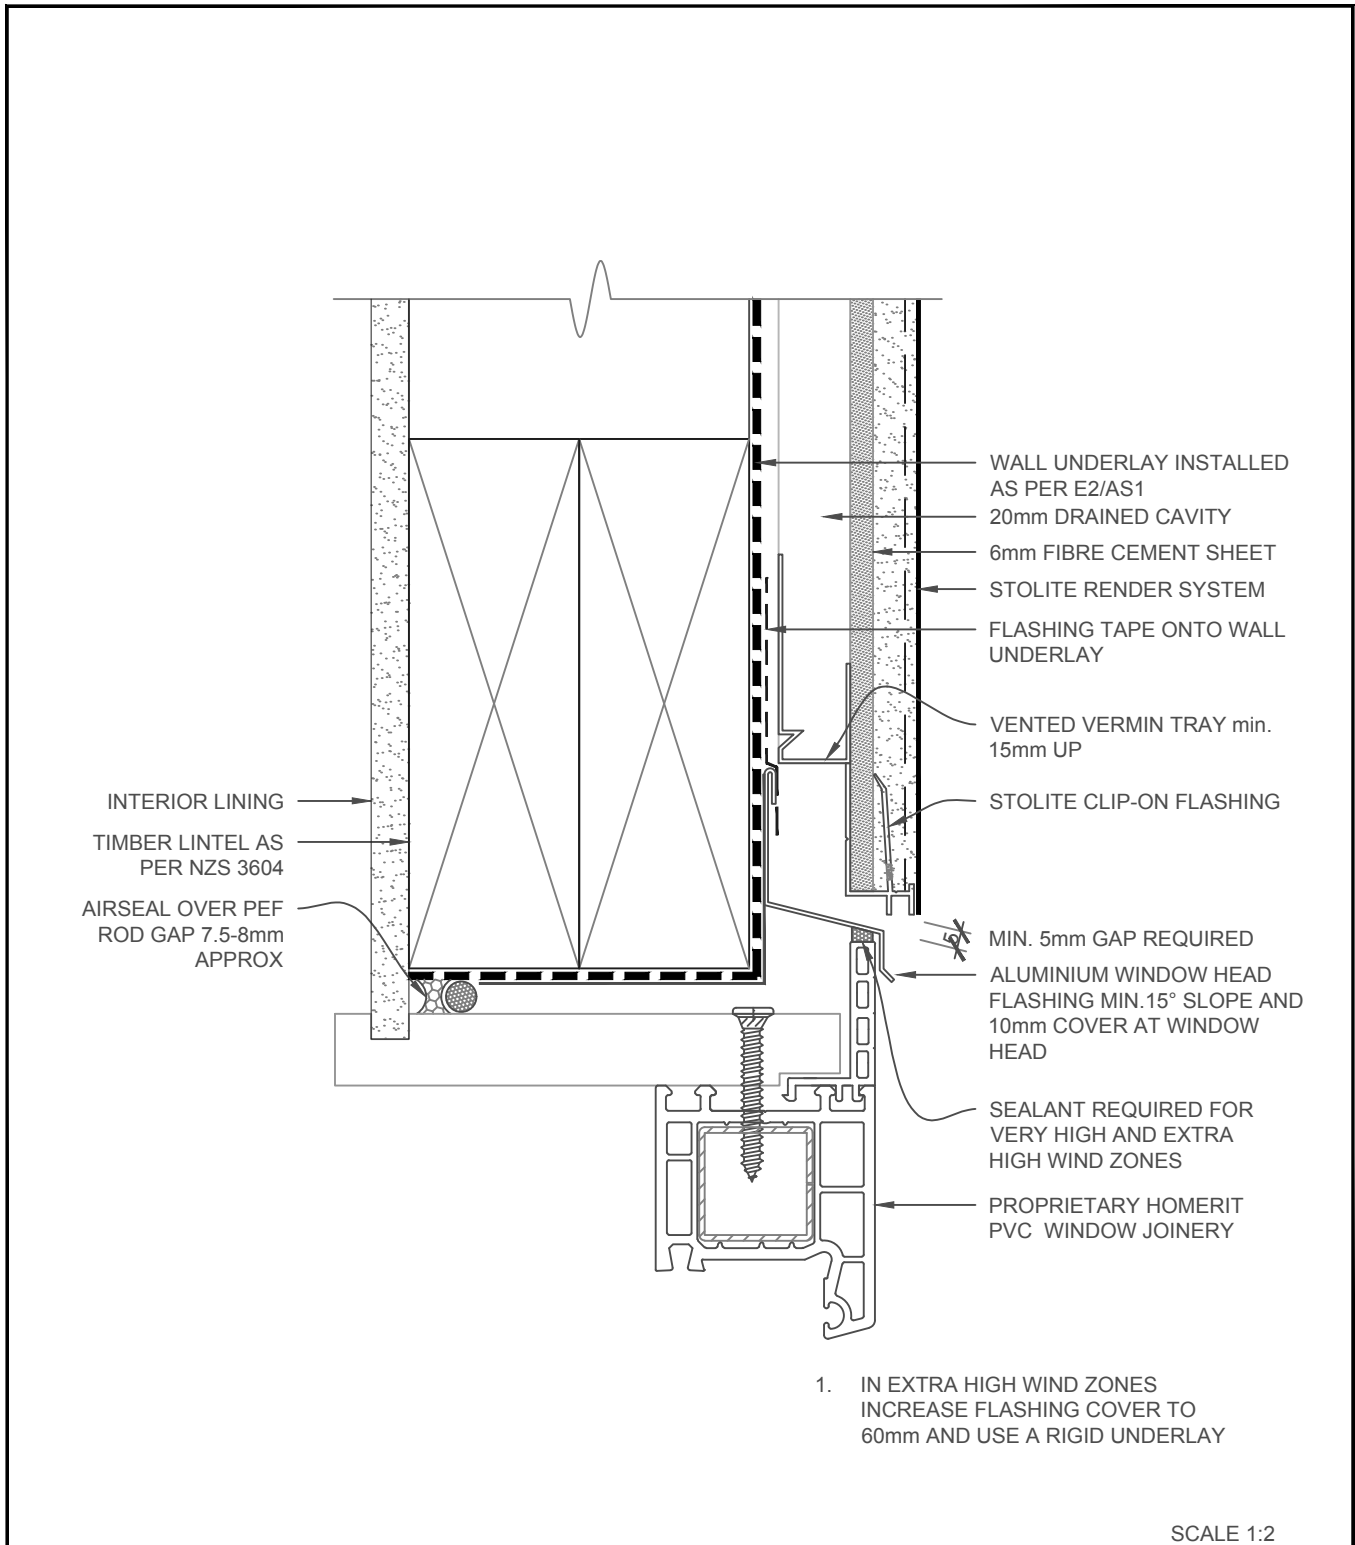 WALL UNDERLAY INSTALLED
AS PER E2/AS1
20mm DRAINED CAVITY
6mm FIBRE CEMENT SHEET
STOLITE RENDER SYSTEM
FLASHING TAPE ONTO WALL
UNDERLAY
VENTED VERMIN TRAY min.
15mm UP
STOLITE CLIP-ON FLASHING
INTERIOR LINING
TIMBER LINTEL AS
PER NZS 3604
AIRSEAL OVER PEF
ROD GAP 7.5-8mm
APPROX
5
MIN. 5mm GAP REQUIRED
ALUMINIUM WINDOW HEAD
FLASHING MIN.15° SLOPE AND
10mm COVER AT WINDOW
HEAD
SEALANT REQUIRED FOR
VERY HIGH AND EXTRA
HIGH WIND ZONES
PROPRIETARY HOMERIT
PVC WINDOW JOINERY
1. IN EXTRA HIGH WIND ZONES
INCREASE FLASHING COVER TO
60mm AND USE A RIGID UNDERLAY
SCALE 1:2